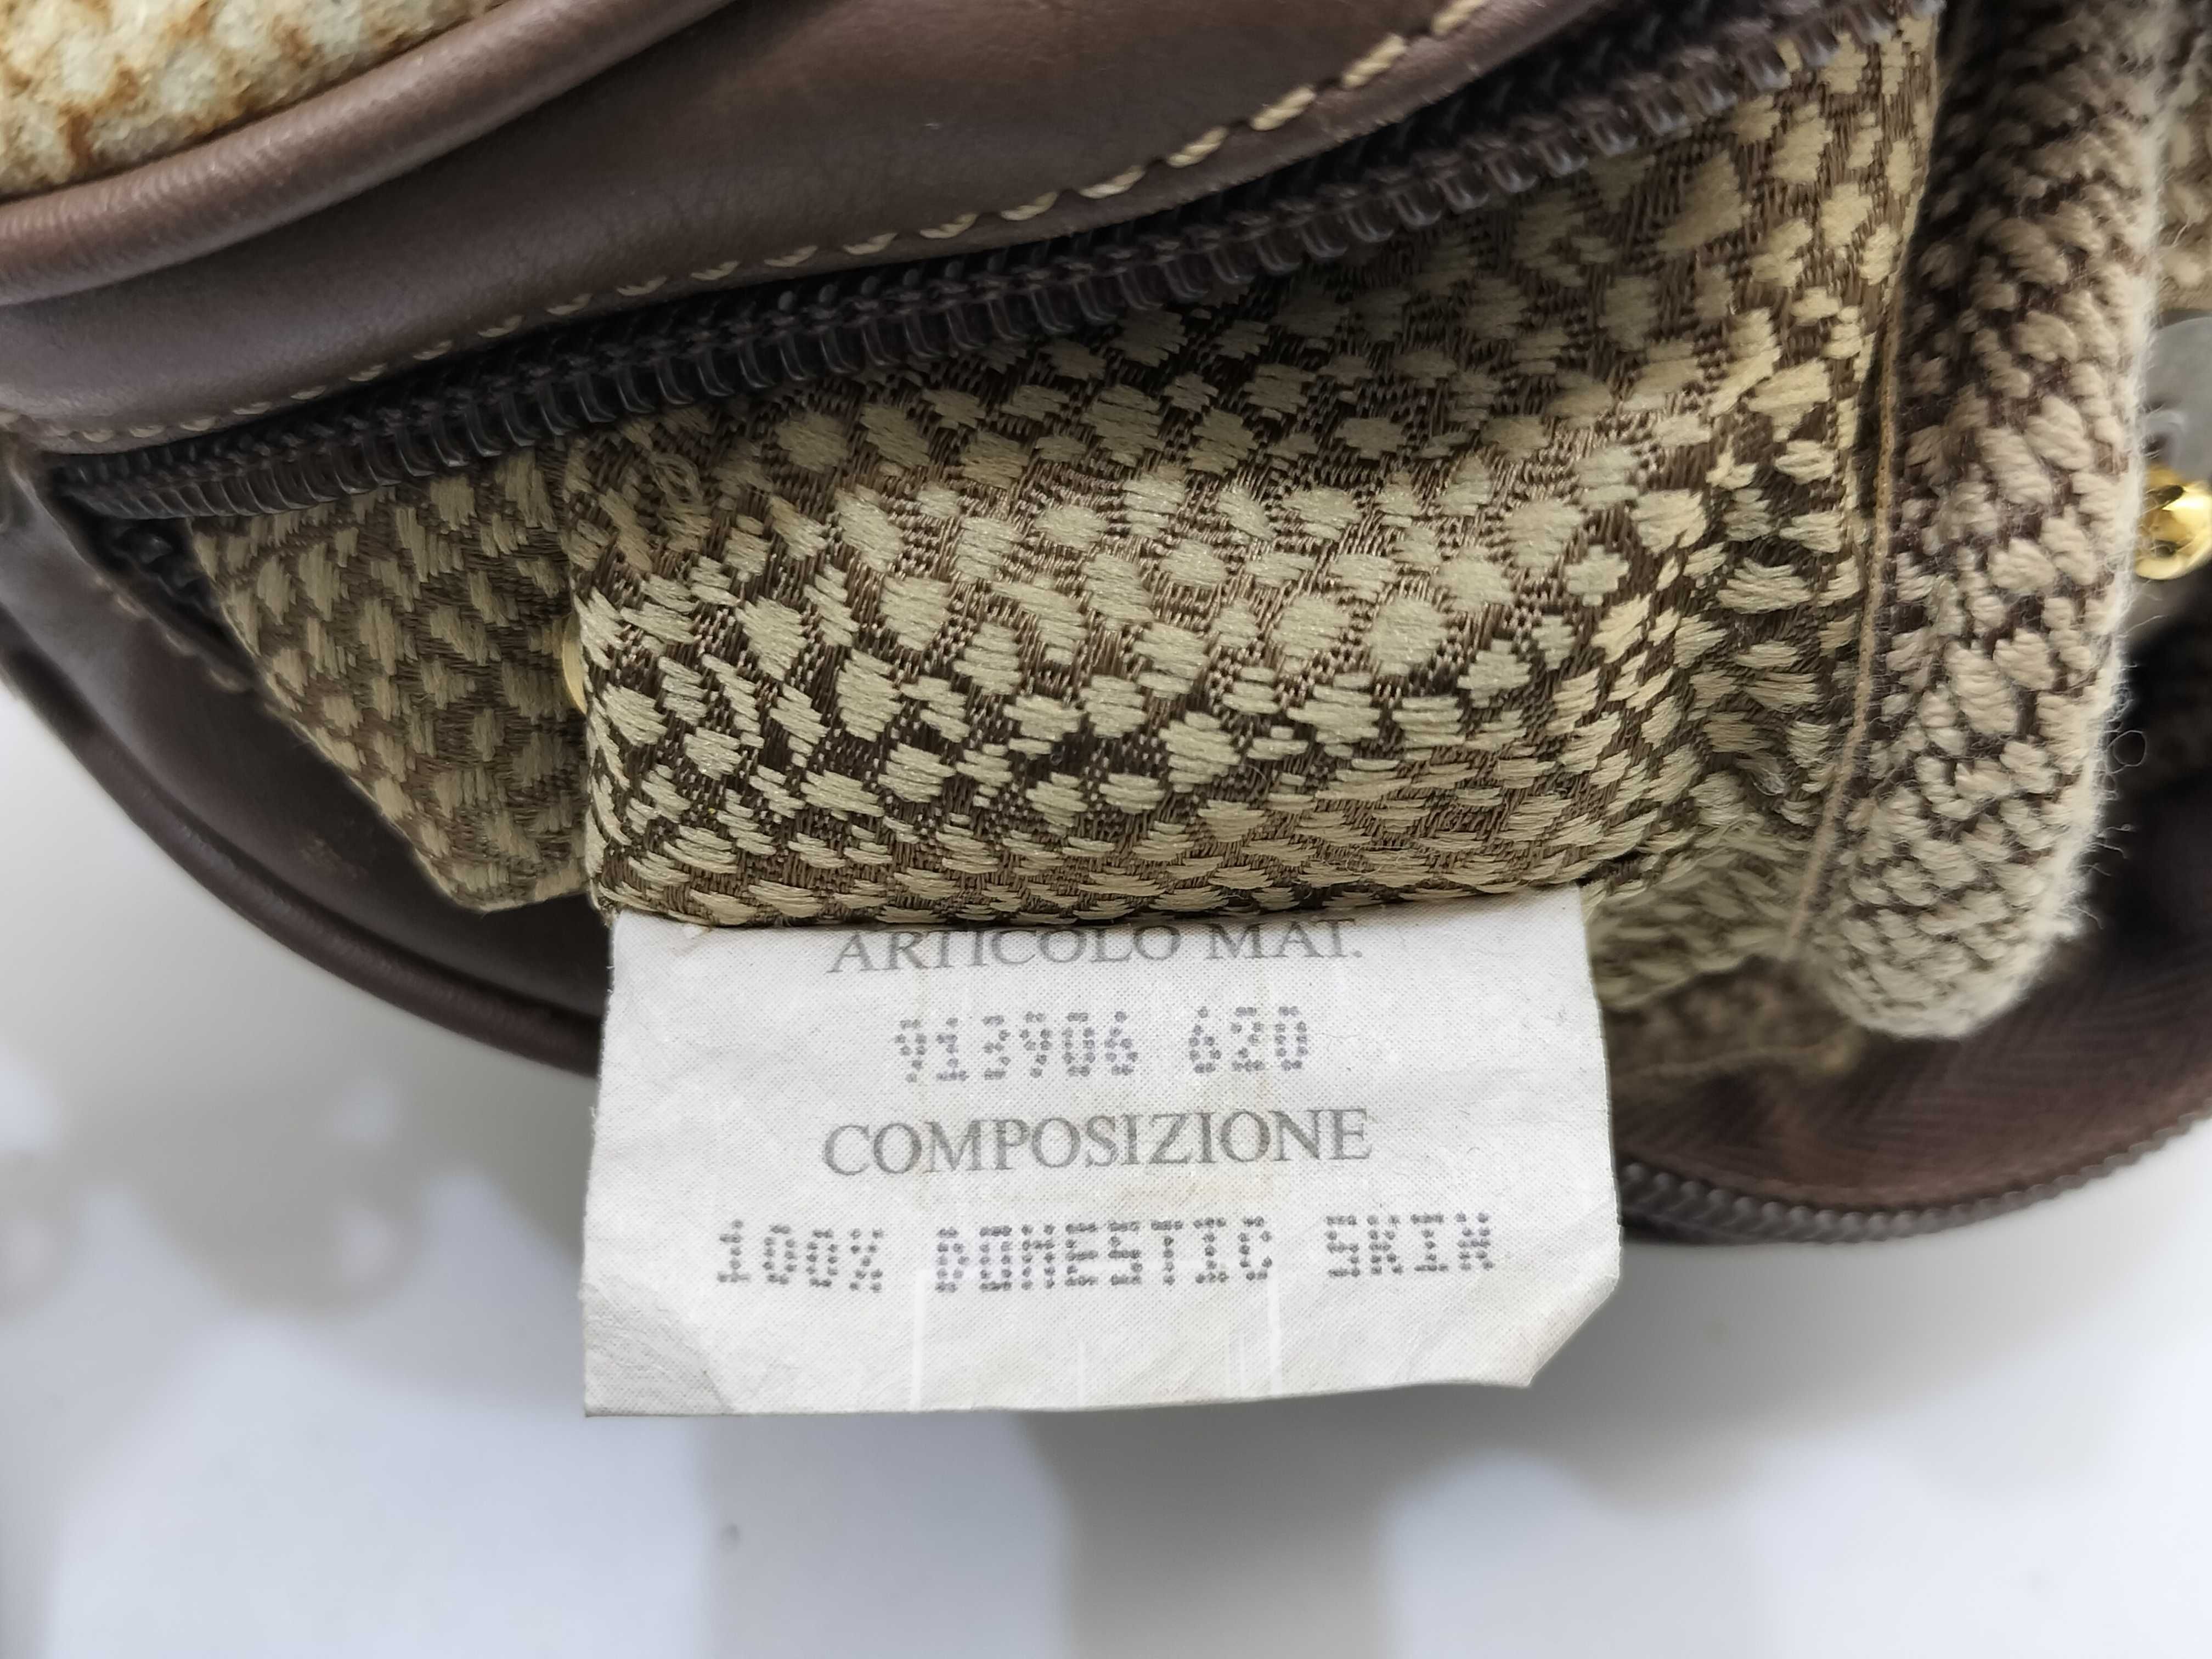 ARTICOLO MAT.
913906 620
COMPOSIZIONE
100% DOMESTIC SKIN